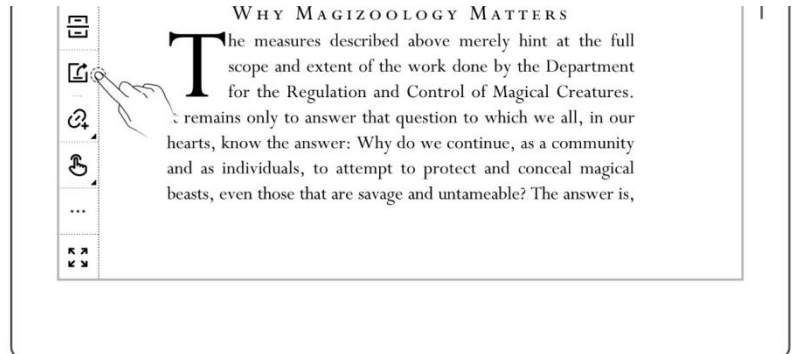 WHY MAGIZOOLOGY MATTERS
The measures described above merely hint at the full
scope and extent of the work done by the Department
for the Regulation and Control of Magical Creatures.
remains only to answer that question to which we all, in our
hearts, know the answer: Why do we continue, as a community
and as individuals, to attempt to protect and conceal magical
beasts, even those that are savage and untameable? The answer is,